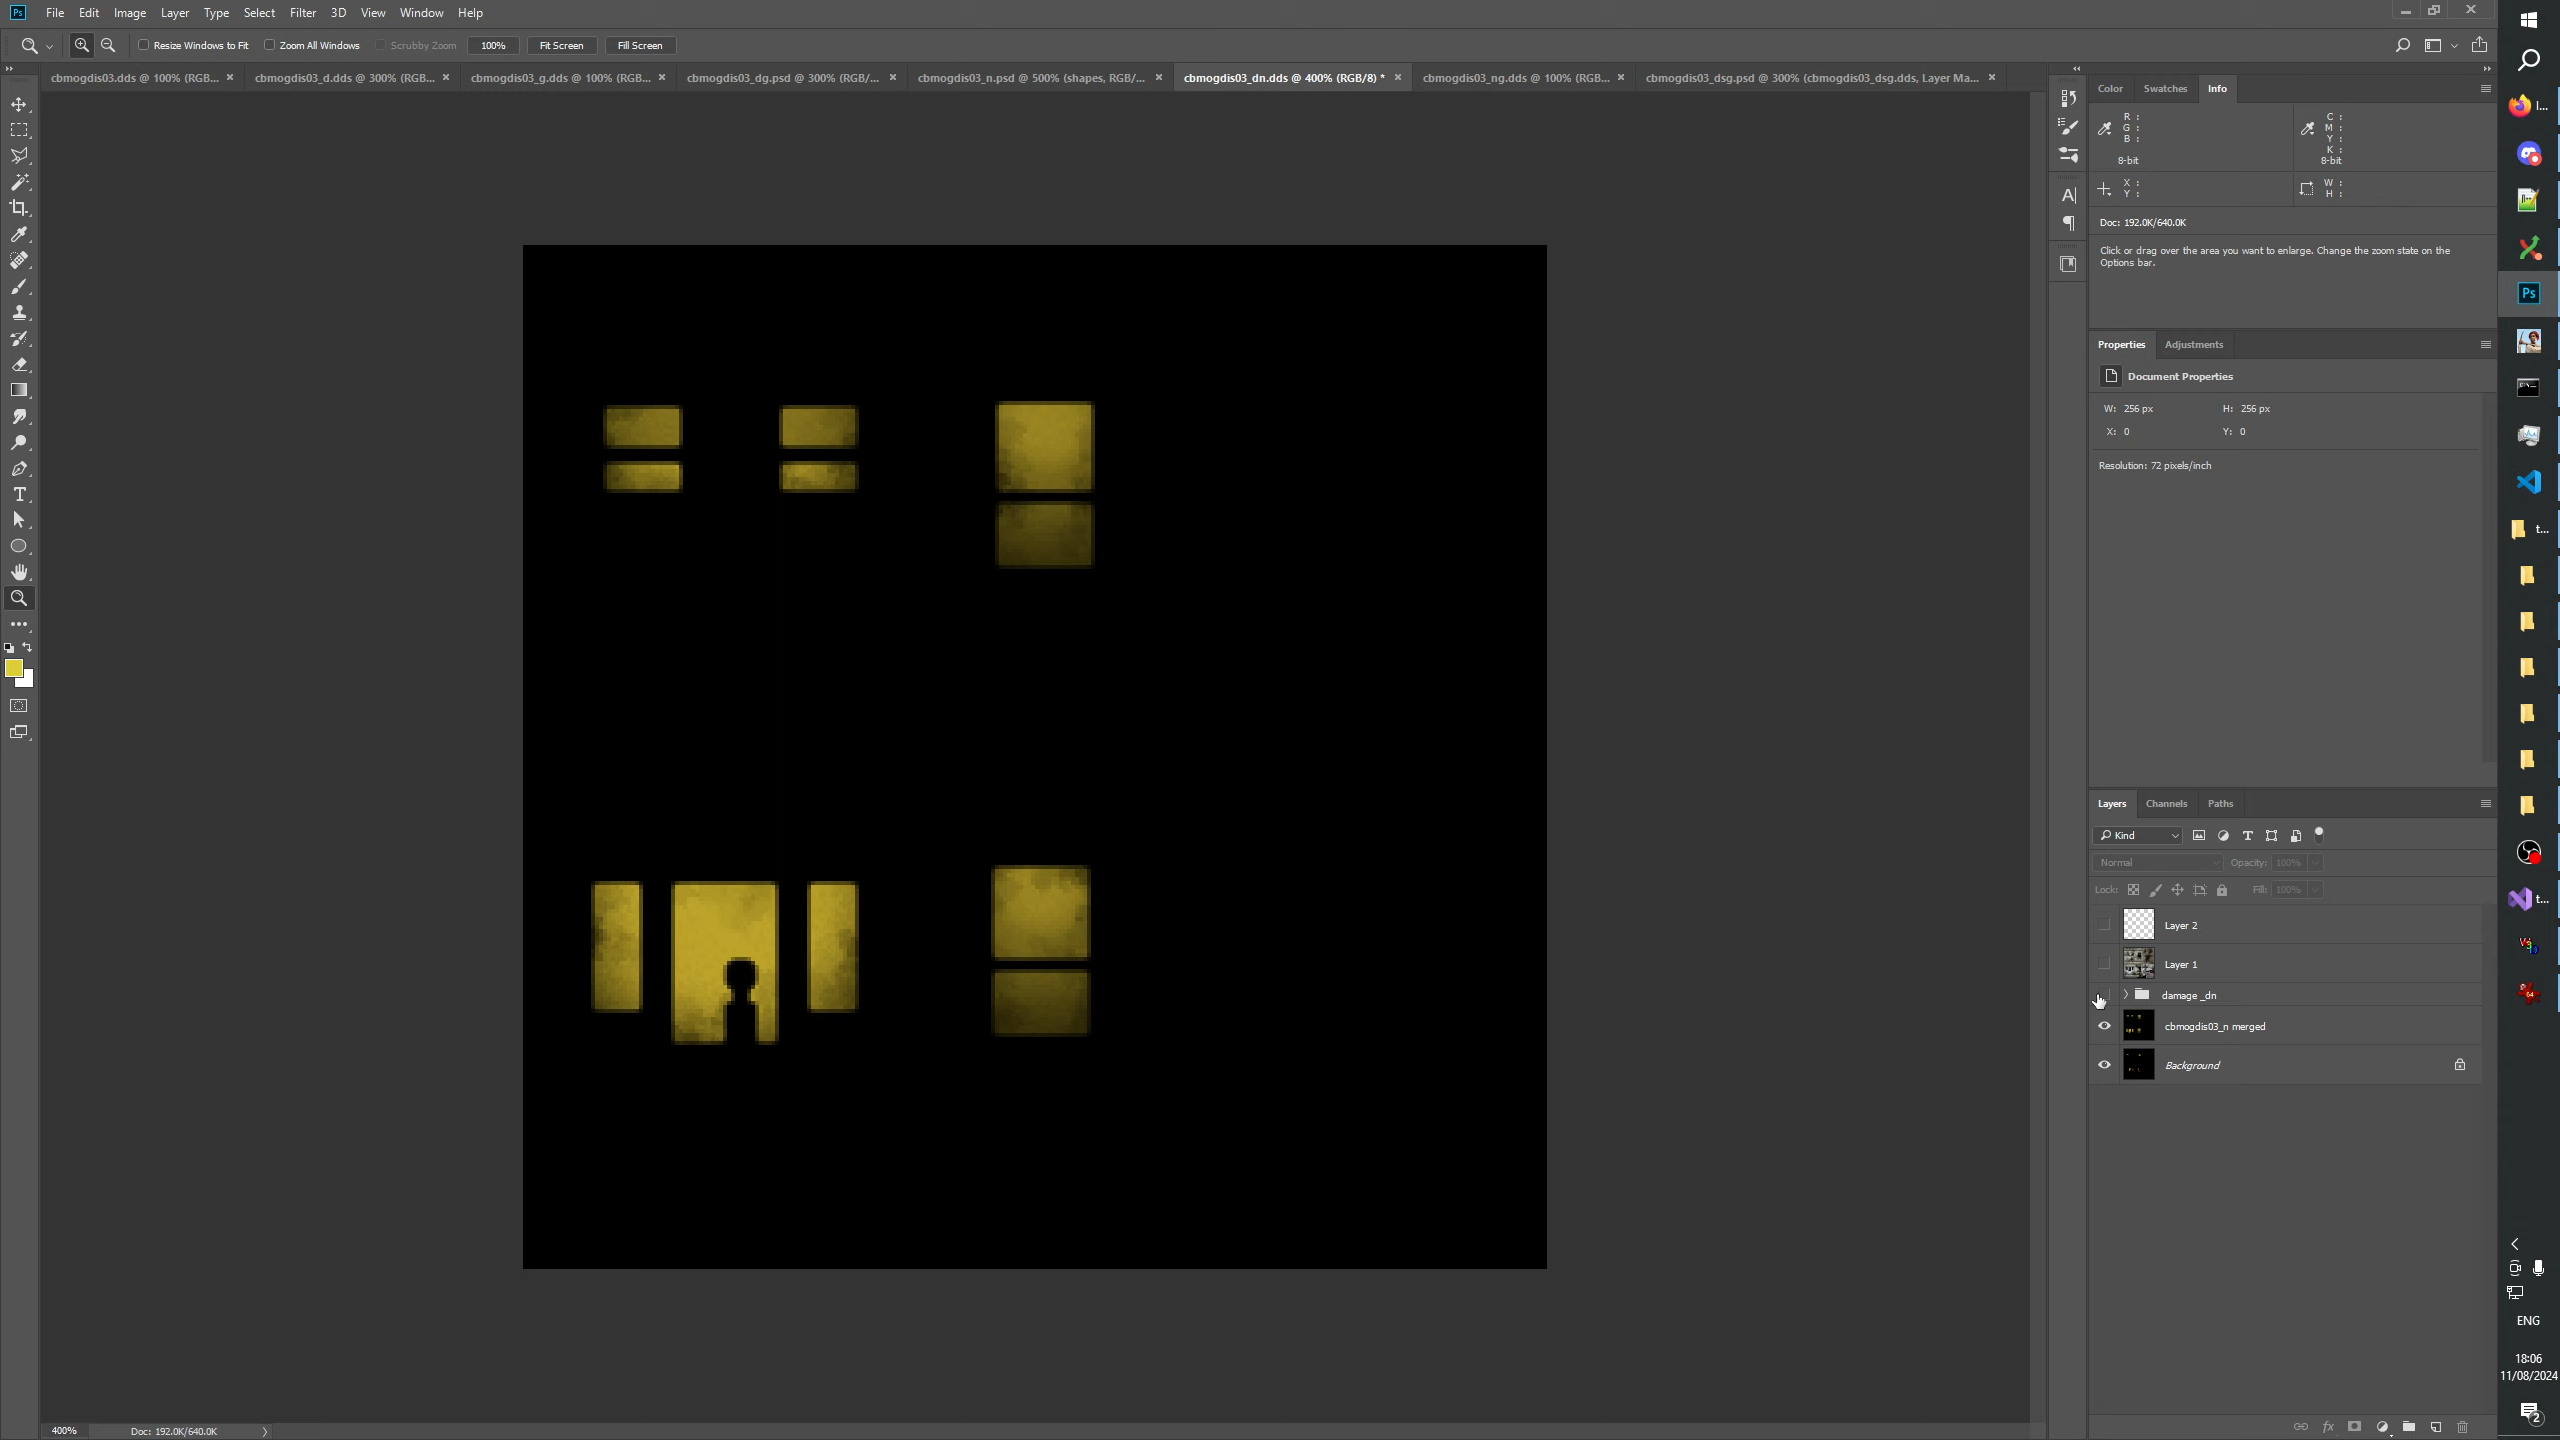 Ps File Edit Image Layer Type Select Filter 3D View Window Help
Resize Windows to Fit Zoom All Windows Scrubby Zoom 100% Fit Screen Fill Screen
cbmogdis03.dds @ 100% (RGB... × cbmogdis03_d.dds @ 300% (RGB... × cbmogdis03_g.dds @ 100% (RGB... × cbmogdis03_dg.psd @ 300% (RGB/... × cbmogdis03_n.psd @ 500% (shapes, RGB/... × cbmogdis03_dn.dds @ 400% (RGB/8) * × cbmogdis03_ng.dds @ 100% (RGB... × cbmogdis03_dsg.psd @ 300% (cbmogdis03_dsg.dds, Layer Ma... ×
Color Swatches Info
R : C :
G : M :
B : Y :
K :
8-bit 8-bit
X : W :
Y : H :
Doc: 192.0K/640.0K
Click or drag over the area you want to enlarge. Change the zoom state on the
Options bar.
Properties Adjustments
Document Properties
W: 256 px H: 256 px
X: 0 Y: 0
Resolution: 72 pixels/inch
Layers Channels Paths
Kind
Normal Opacity: 100%
Lock: Fill: 100%
Layer 2
Layer 1
damage _dn
cbmogdis03_n merged
Background
fx
400% Doc: 192.0K/640.0K
l...
Ps
t...
t...
64
ENG
18:06
11/08/2024
2